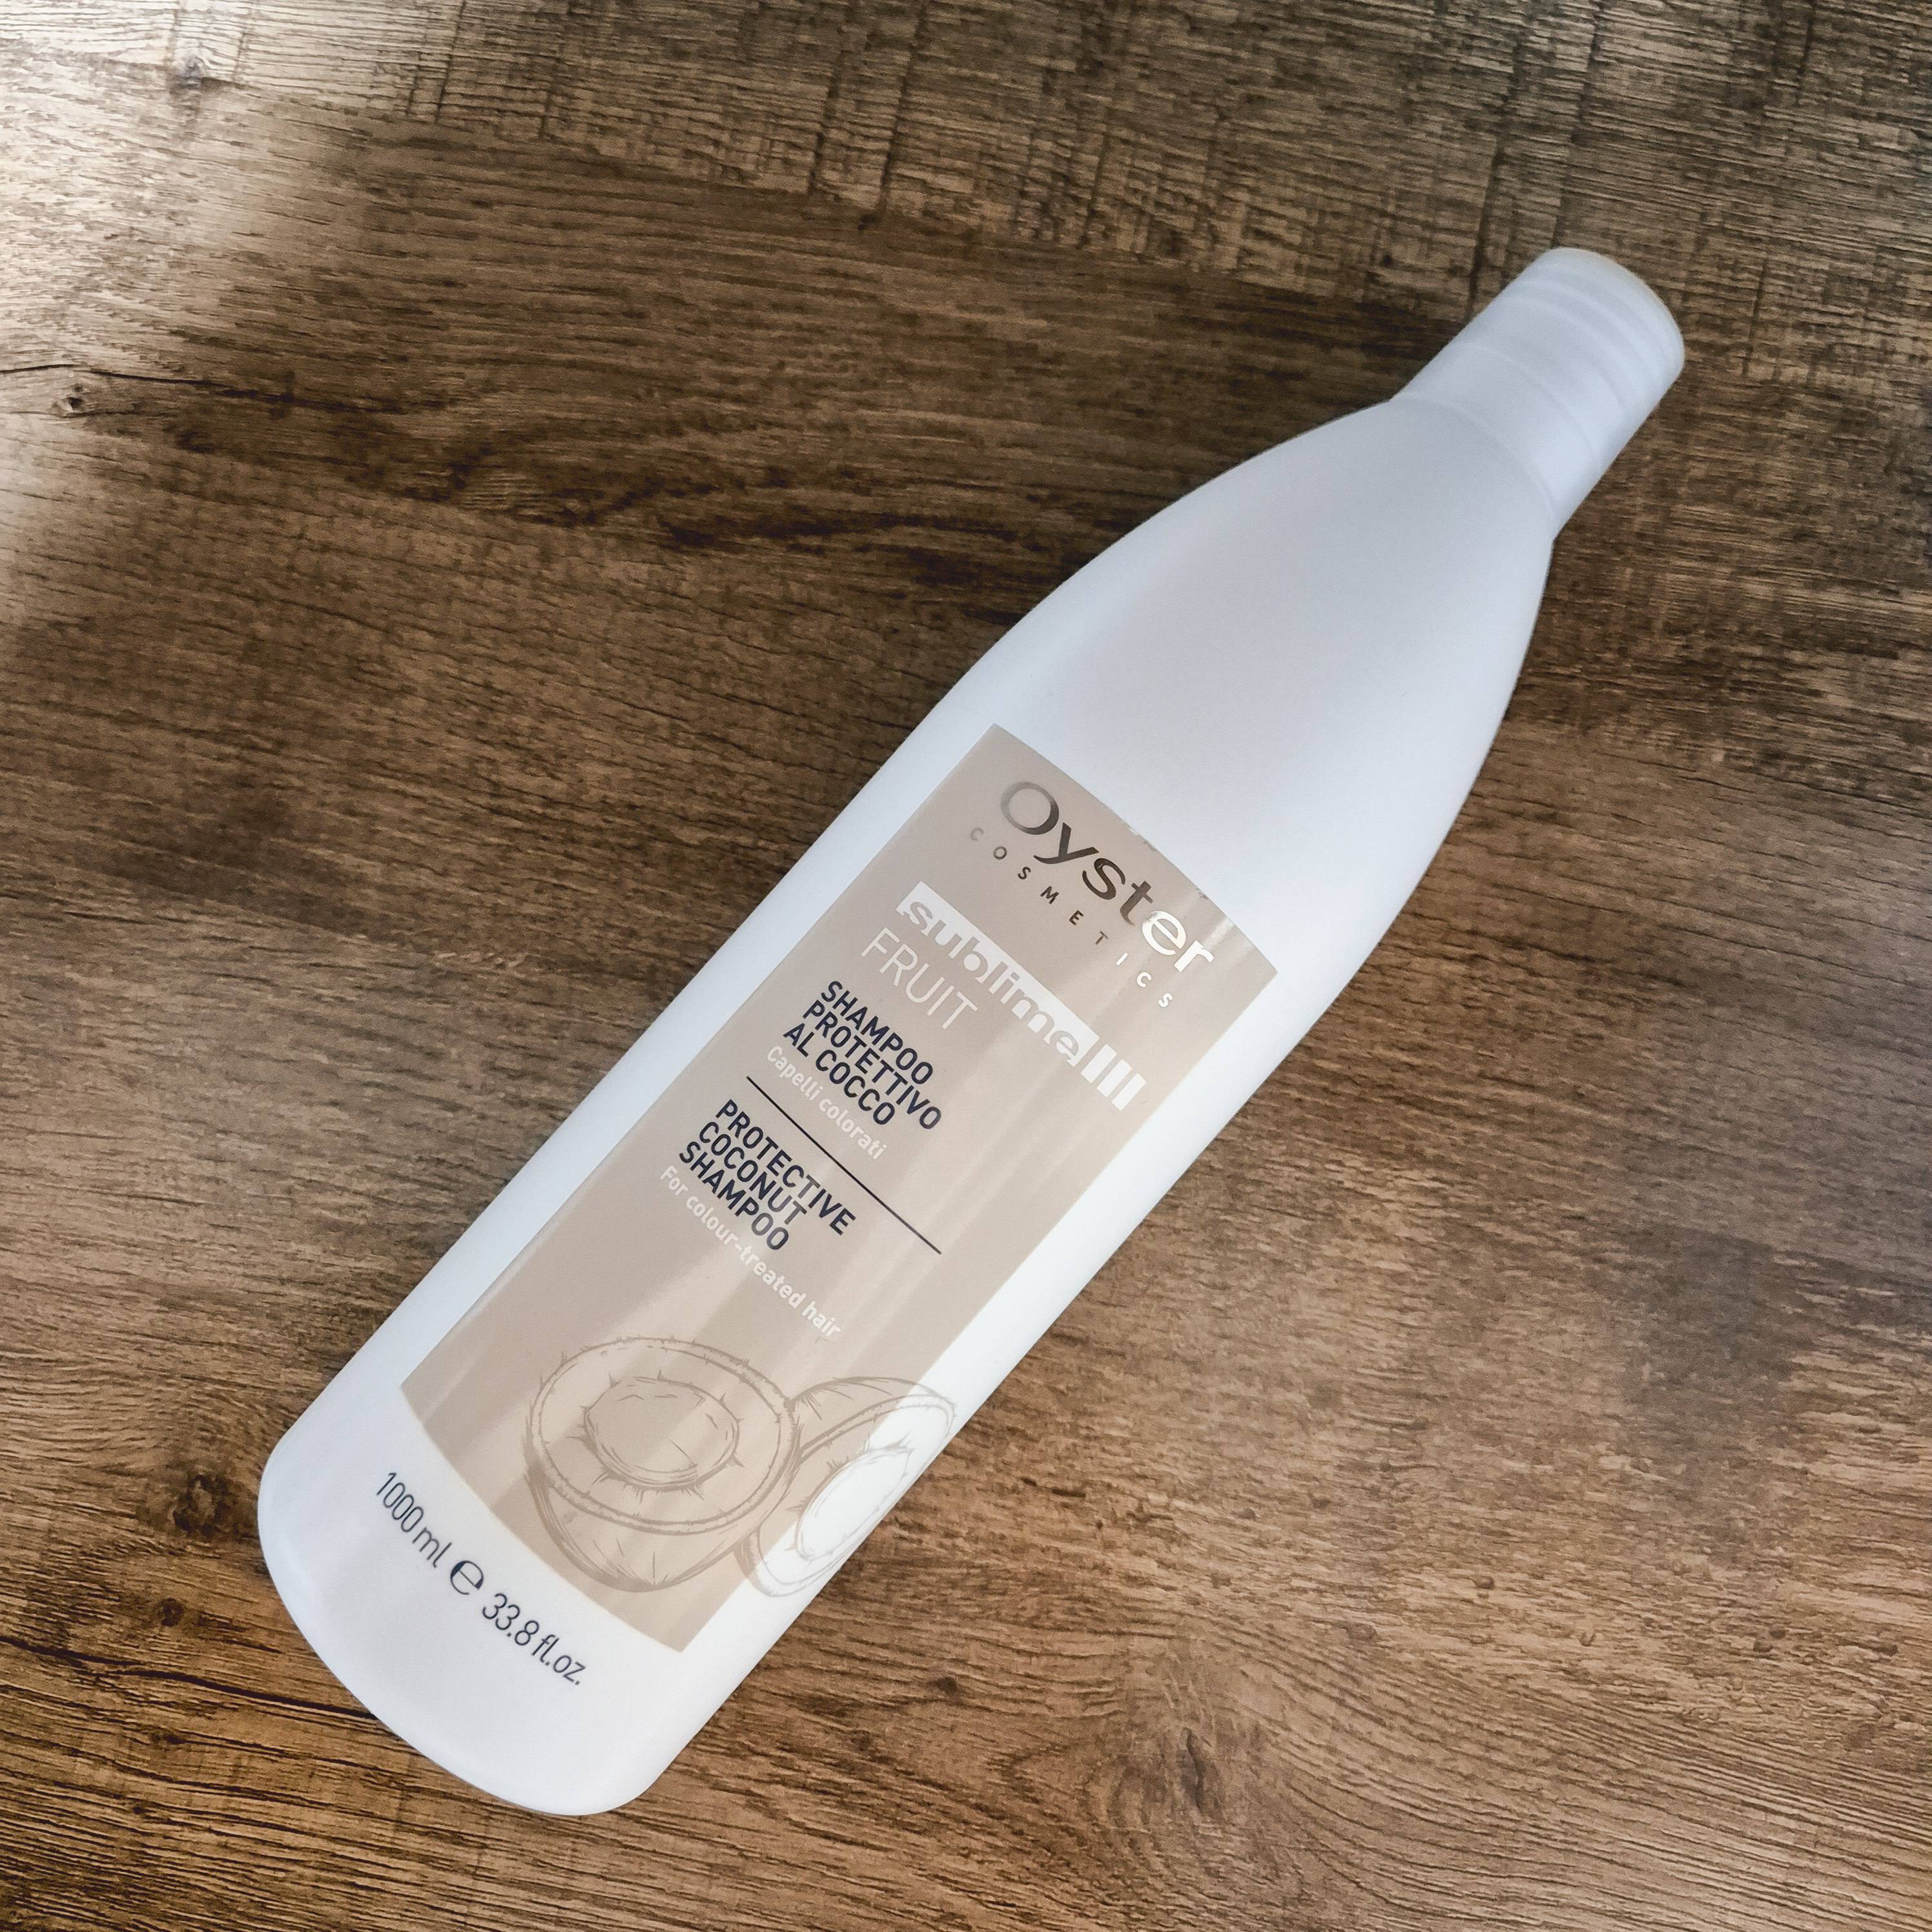 Oyster
COSMETICS
sublime
FRUIT
SHAMPOO
PROTETTIVO
AL COCCO
Capelli colorati
PROTECTIVE
COCONUT
SHAMPOO
For colour-treated hair
1000 ml ℮ 33.8 fl.oz.